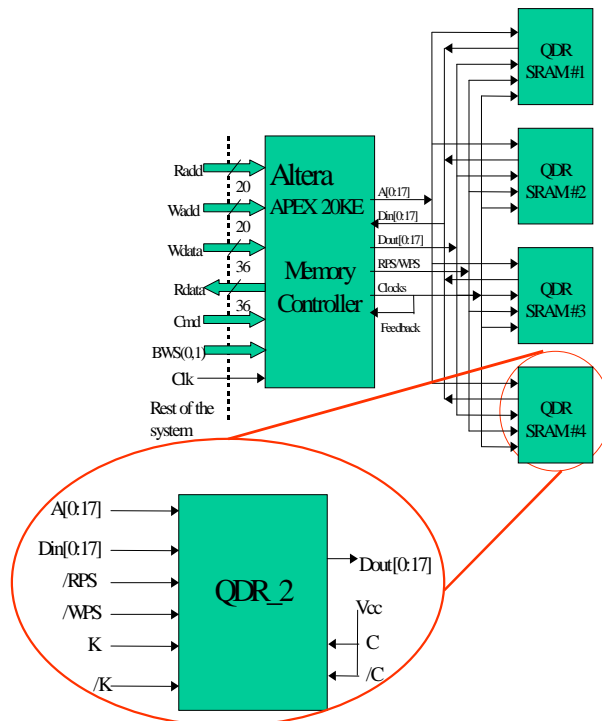 QDR
SRAM #1
QDR
SRAM #2
QDR
SRAM #3
QDR
SRAM #4
Radd
20
Wadd
20
Wdata
36
Rdata
36
Cmd
BWS(0,1)
Clk
Rest of the
system
Altera
APEX 20KE
Memory
Controller
A[0:17]
Din[0:17]
Dout[0:17]
RPS/WPS
Clocks
Feedback
A[0:17]
Din[0:17]
/RPS
/WPS
K
/K
QDR_2
Dout[0:17]
Vcc
C
/C